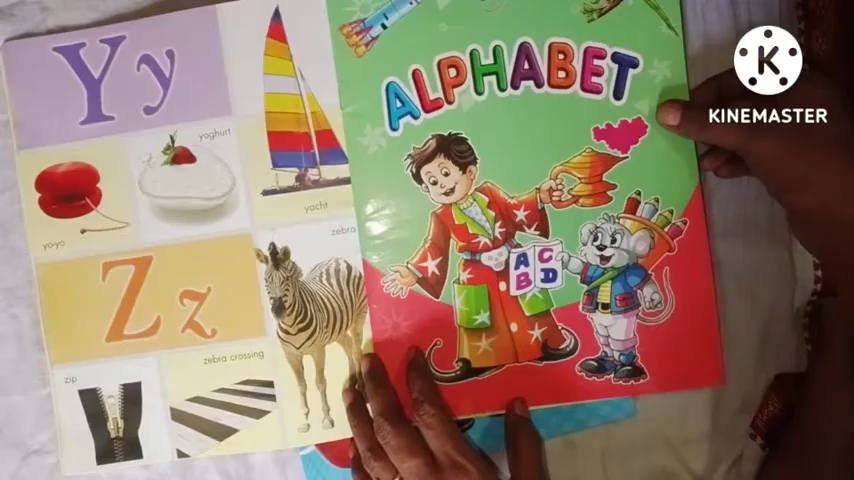 Yy
yoghurt
yo-yo
yacht
Zz
zebra
zebra crossing
zip
ALPHABET
A C
B D
K
KINEMASTER